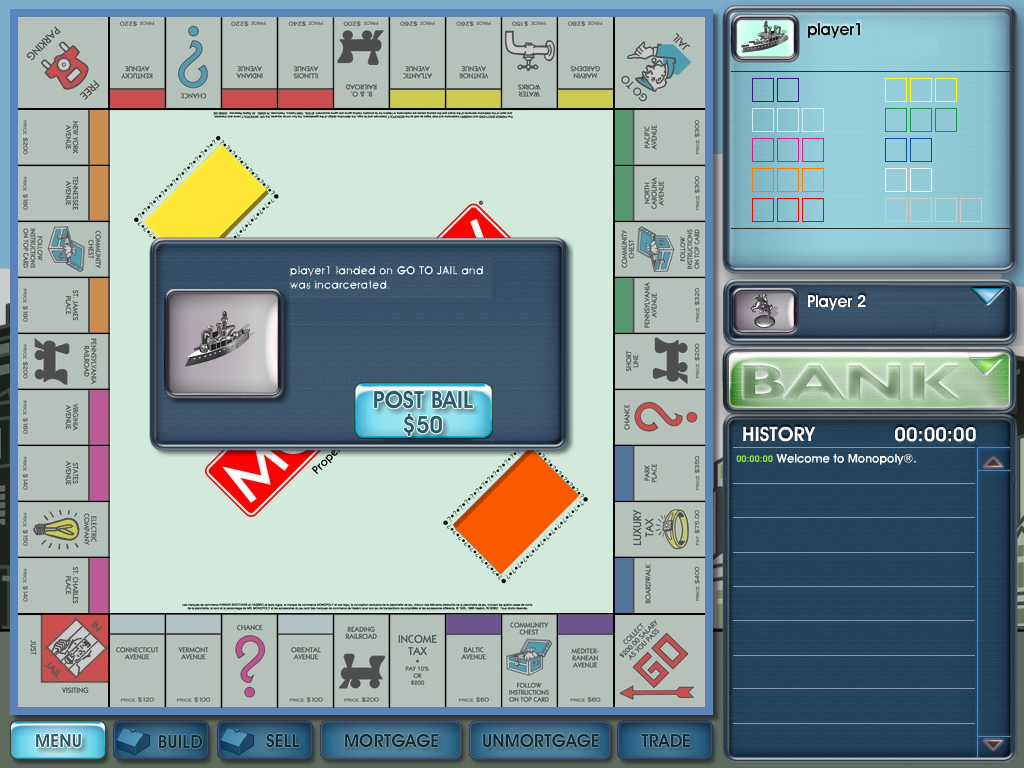 PARKING
FREE
PRICE $220
KENTUCKY
AVENUE
CHANCE
PRICE $220
INDIANA
AVENUE
PRICE $240
ILLINOIS
AVENUE
PRICE $200
B. & O.
RAILROAD
PRICE $260
ATLANTIC
AVENUE
PRICE $260
VENTNOR
AVENUE
PRICE $150
WATER
WORKS
PRICE $280
MARVIN
GARDENS
JAIL
GO TO
NEW YORK
AVENUE
PRICE $200
TENNESSEE
AVENUE
PRICE $180
COMMUNITY
CHEST
FOLLOW
INSTRUCTIONS
ON TOP CARD
ST. JAMES
PLACE
PRICE $180
PENNSYLVANIA
RAILROAD
PRICE $200
VIRGINIA
AVENUE
PRICE $160
STATES
AVENUE
PRICE $140
ELECTRIC
COMPANY
PRICE $150
ST. CHARLES
PLACE
PRICE $140
PACIFIC
AVENUE
PRICE $300
NORTH
CAROLINA
AVENUE
PRICE $300
COMMUNITY
CHEST
FOLLOW
INSTRUCTIONS
ON TOP CARD
PENNSYLVANIA
AVENUE
PRICE $320
SHORT
LINE
PRICE $200
CHANCE
PARK
PLACE
PRICE $350
LUXURY
TAX
PAY $75.00
BOARDWALK
PRICE $400
player1 landed on GO TO JAIL and
was incarcerated.
POST BAIL
$50
MO
Prope
JUST
IN
JAIL
VISITING
CONNECTICUT
AVENUE
PRICE $120
VERMONT
AVENUE
PRICE $100
CHANCE
ORIENTAL
AVENUE
PRICE $100
READING
RAILROAD
PRICE $200
INCOME
TAX
PAY 10%
OR
$200
BALTIC
AVENUE
PRICE $60
COMMUNITY
CHEST
FOLLOW
INSTRUCTIONS
ON TOP CARD
MEDITER-
RANEAN
AVENUE
PRICE $60
COLLECT
$200.00 SALARY
AS YOU PASS
GO
player1
Player 2
BANK
HISTORY 00:00:00
00:00:00 Welcome to Monopoly®.
MENU
BUILD
SELL
MORTGAGE
UNMORTGAGE
TRADE